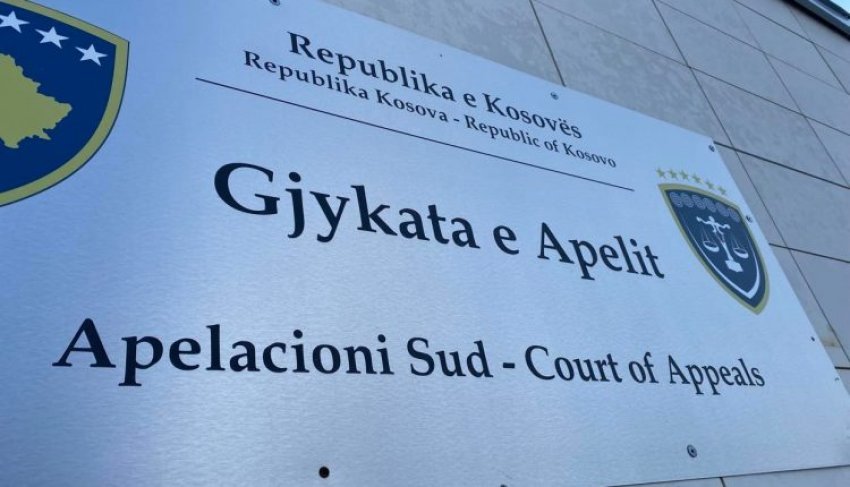 Republika e Kosovës
Republika Kosova - Republic of Kosovo
Gjykata e Apelit
Apelacioni Sud - Court of Appeals